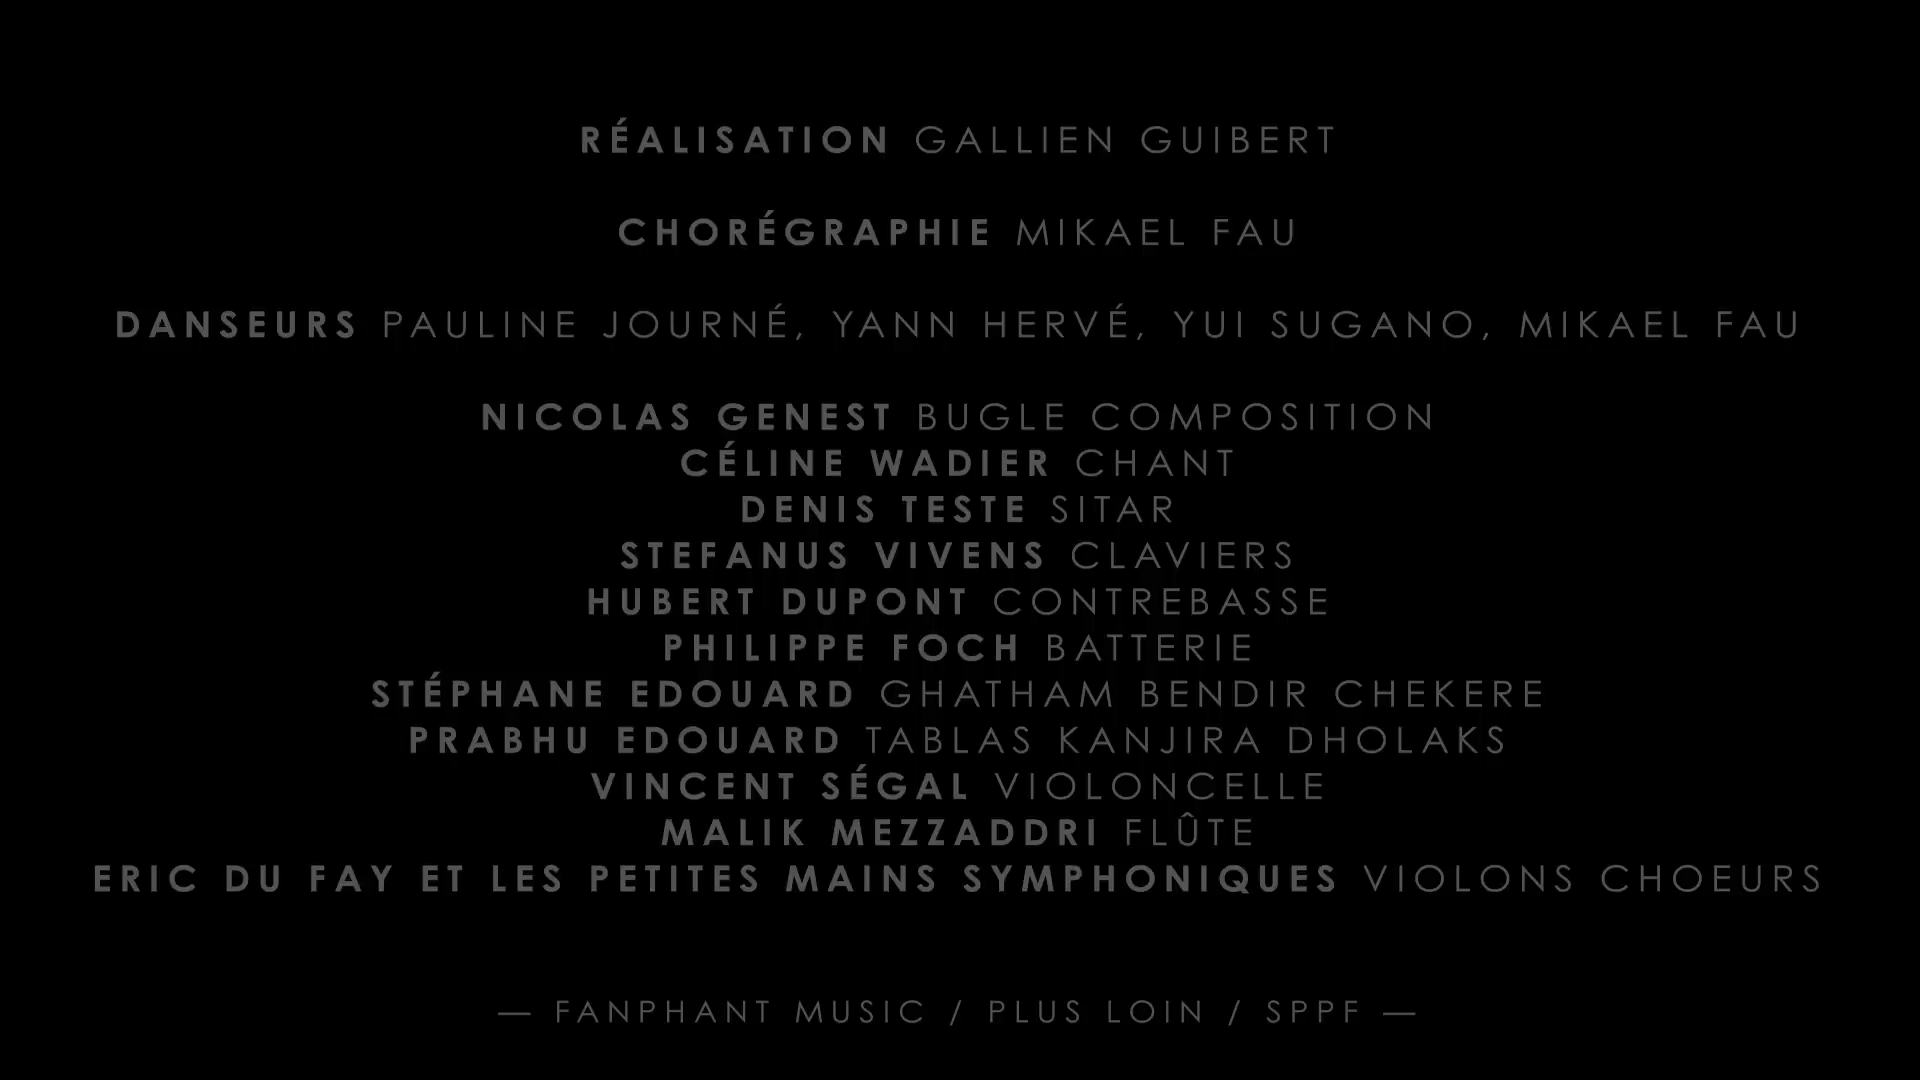 RÉALISATION GALLIEN GUIBERT
CHORÉGRAPHIE MIKAEL FAU
DANSEURS PAULINE JOURNÉ, YANN HERVÉ, YUI SUGANO, MIKAEL FAU
NICOLAS GENEST BUGLE COMPOSITION
CÉLINE WADIER CHANT
DENIS TESTE SITAR
STEFANUS VIVENS CLAVIERS
HUBERT DUPONT CONTREBASSE
PHILIPPE FOCH BATTERIE
STÉPHANE EDOUARD GHATHAM BENDIR CHEKERE
PRABHU EDOUARD TABLAS KANJIRA DHOLAKS
VINCENT SÉGAL VIOLONCELLE
MALIK MEZZADDRI FLÛTE
ERIC DU FAY ET LES PETITES MAINS SYMPHONIQUES VIOLONS CHOEURS
— FANPHANT MUSIC / PLUS LOIN / SPPF —